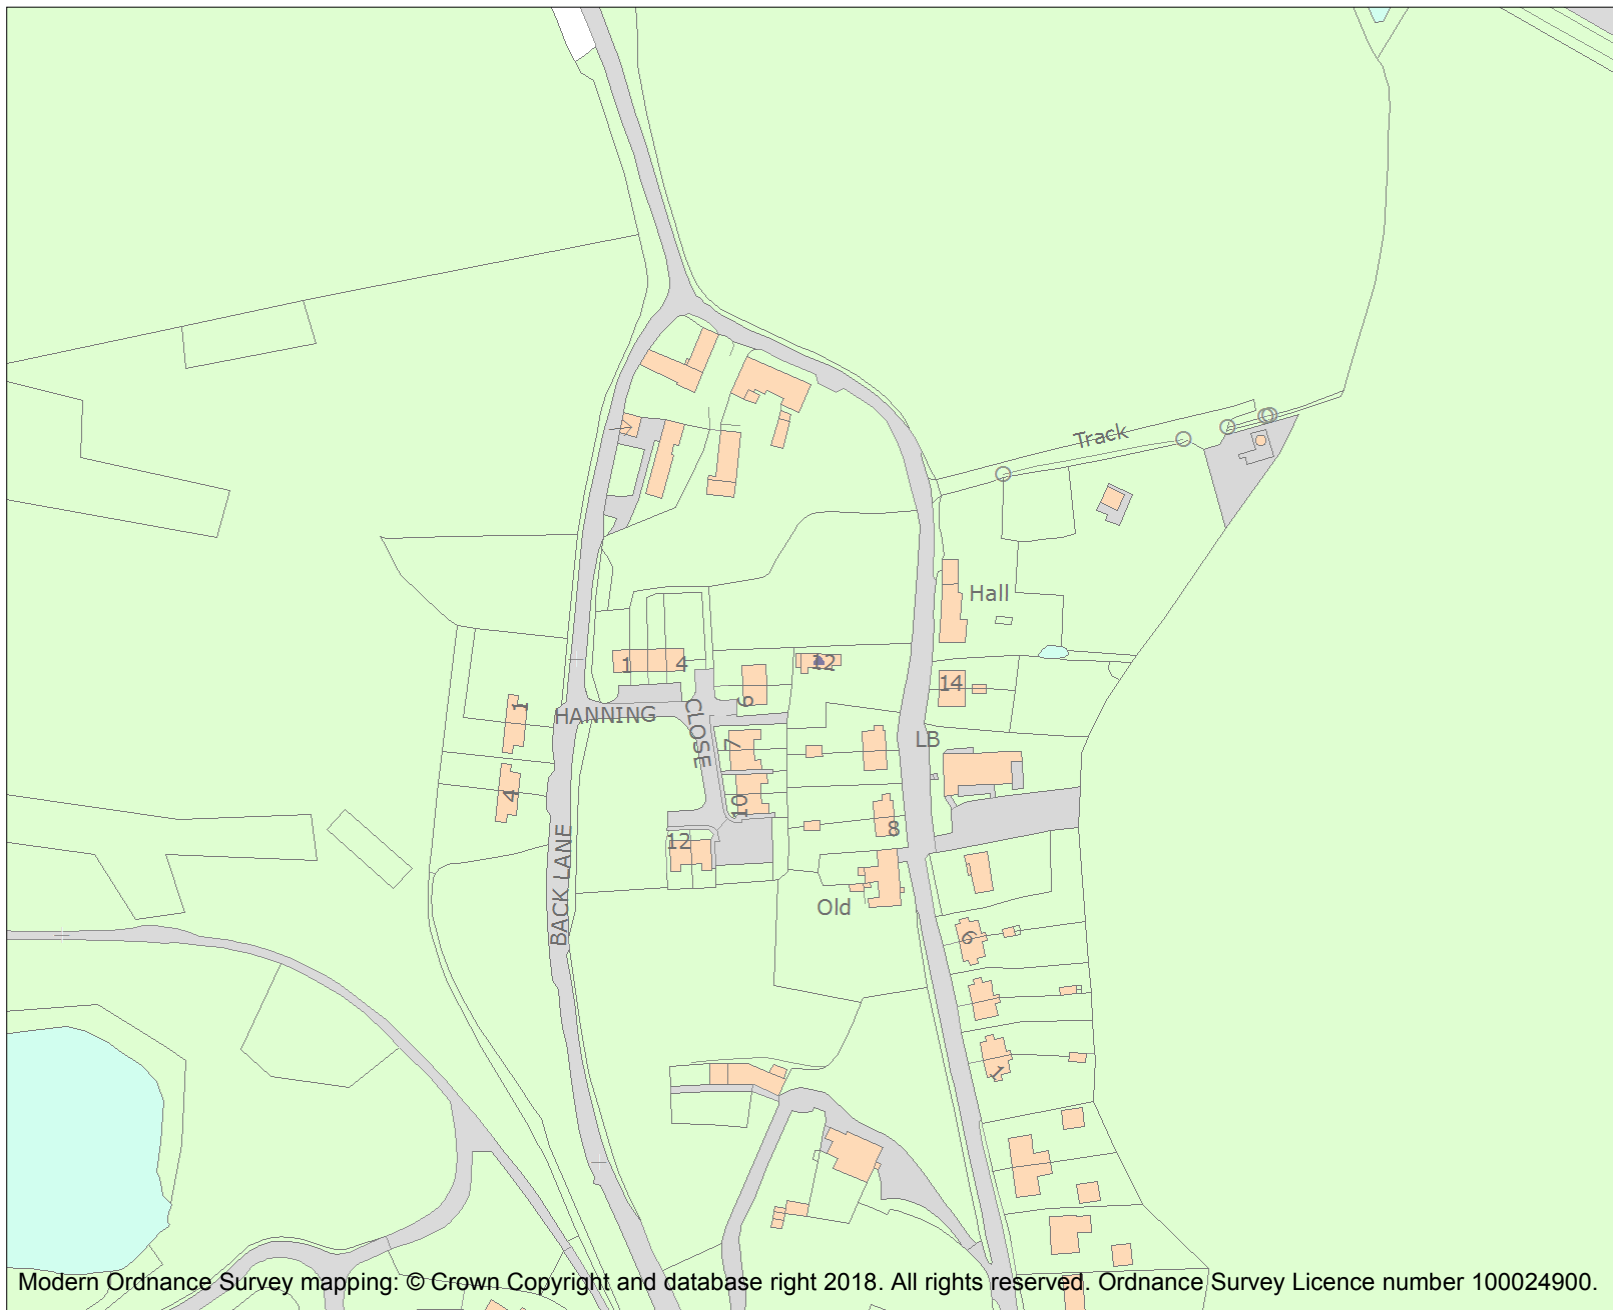 Track
Hall
1
4
12
14
9
1
HANNING
CLOSE
7
LB
4
10
8
12
BACK LANE
Old
6
1
Modern Ordnance Survey mapping: © Crown Copyright and database right 2018. All rights reserved. Ordnance Survey Licence number 100024900.